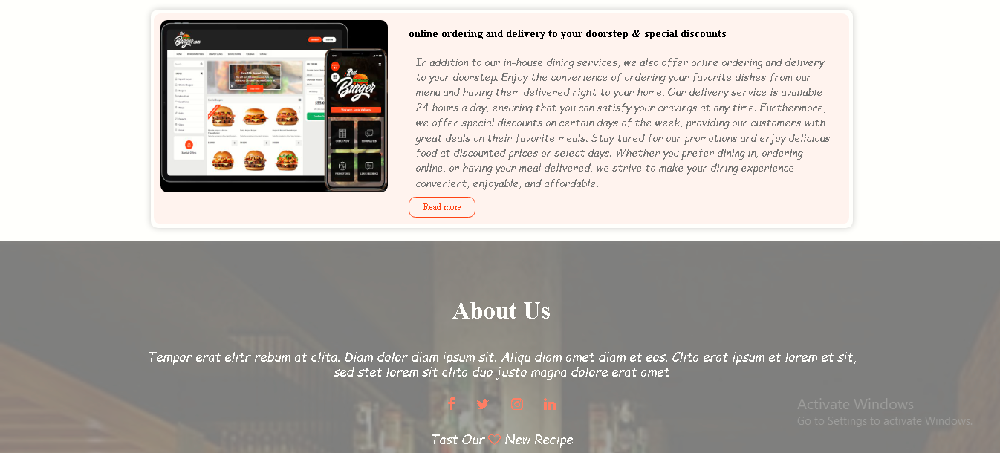 online ordering and delivery to your doorstep & special discounts
In addition to our in-house dining services, we also offer online ordering and delivery
to your doorstep. Enjoy the convenience of ordering your favorite dishes from our
menu and having them delivered right to your home. Our delivery service is available
24 hours a day, ensuring that you can satisfy your cravings at any time. Furthermore,
we offer special discounts on certain days of the week, providing our customers with
great deals on their favorite meals. Stay tuned for our promotions and enjoy delicious
food at discounted prices on select days. Whether you prefer dining in, ordering
online, or having your meal delivered, we strive to make your dining experience
convenient, enjoyable, and affordable.
Read more
Burger
ORDER NOW
Special Offer
About Us
Tempor erat elitr rebum at clita. Diam dolor diam ipsum sit. Aliqu diam amet diam et eos. Clita erat ipsum et lorem et sit,
sed stet lorem sit clita duo justo magna dolore erat amet
Tast Our New Recipe
Activate Windows
Go to Settings to activate Windows.